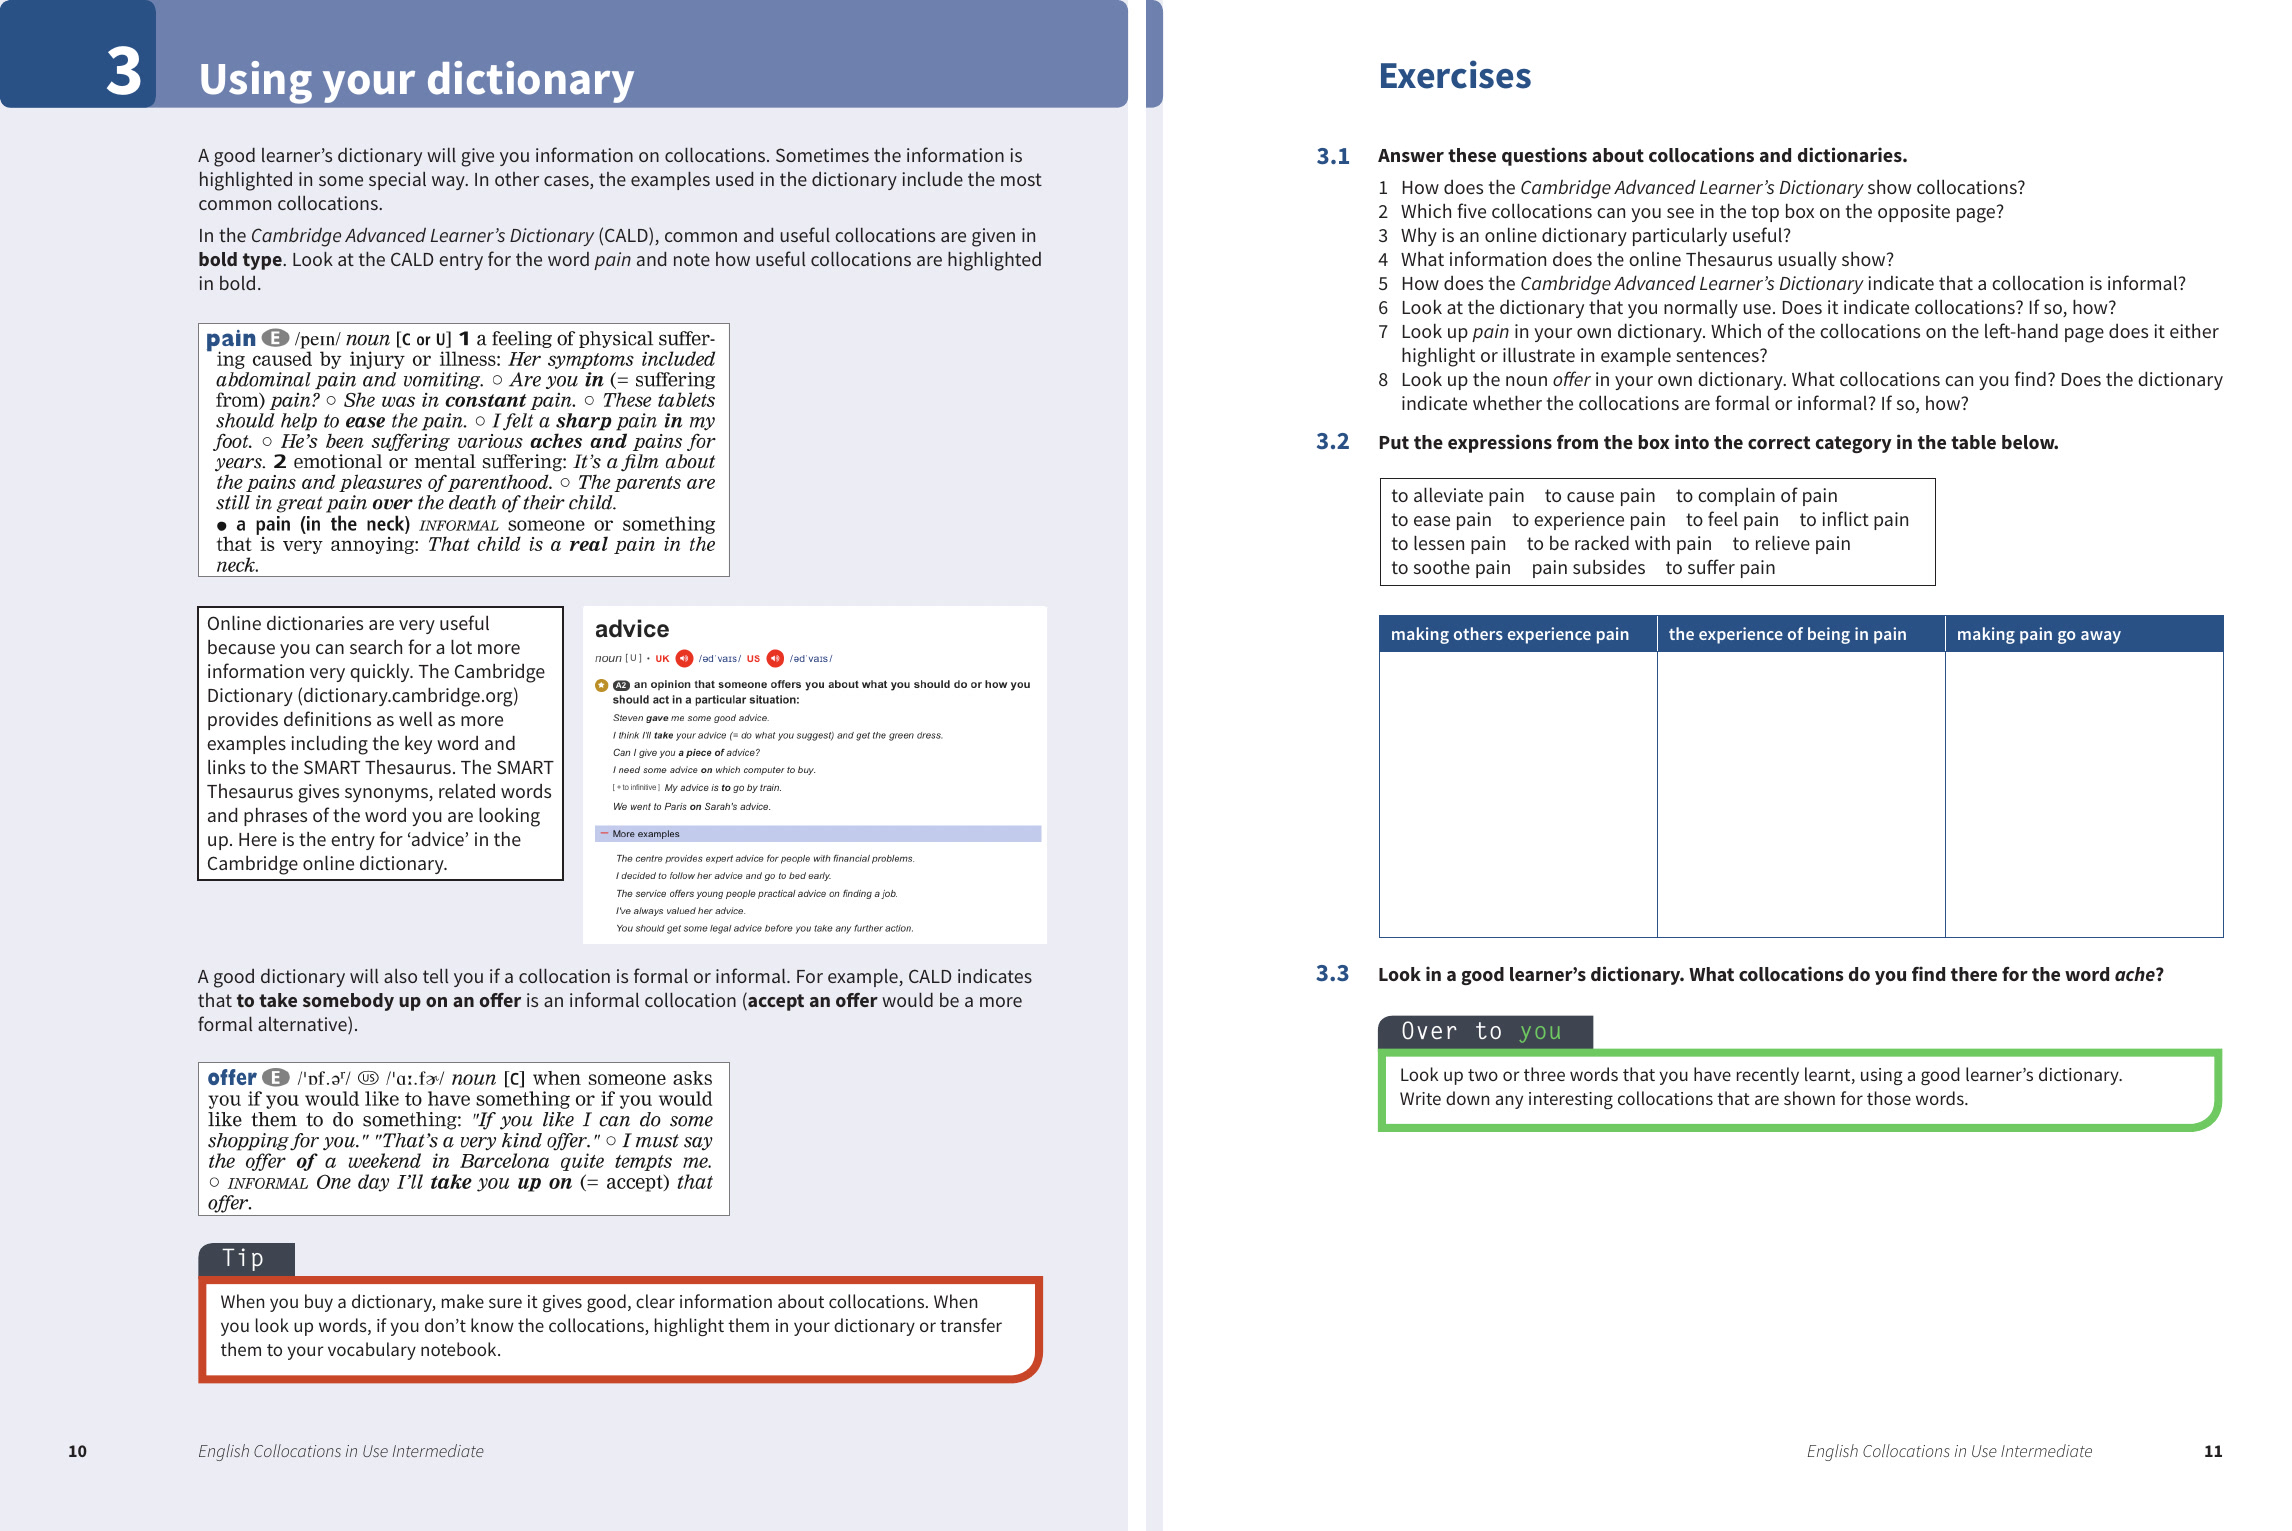 3
Using your dictionary
A good learner’s dictionary will give you information on collocations. Sometimes the information is
highlighted in some special way. In other cases, the examples used in the dictionary include the most
common collocations.
In the Cambridge Advanced Learner’s Dictionary (CALD), common and useful collocations are given in
bold type. Look at the CALD entry for the word pain and note how useful collocations are highlighted
in bold.
pain E /peɪn/ noun [C or U] 1 a feeling of physical suffer-
ing caused by injury or illness: Her symptoms included
abdominal pain and vomiting. ○ Are you in (= suffering
from) pain? ○ She was in constant pain. ○ These tablets
should help to ease the pain. ○ I felt a sharp pain in my
foot. ○ He’s been suffering various aches and pains for
years. 2 emotional or mental suffering: It’s a film about
the pains and pleasures of parenthood. ○ The parents are
still in great pain over the death of their child.
● a pain (in the neck) INFORMAL someone or something
that is very annoying: That child is a real pain in the
neck.
Online dictionaries are very useful
because you can search for a lot more
information very quickly. The Cambridge
Dictionary (dictionary.cambridge.org)
provides definitions as well as more
examples including the key word and
links to the SMART Thesaurus. The SMART
Thesaurus gives synonyms, related words
and phrases of the word you are looking
up. Here is the entry for ‘advice’ in the
Cambridge online dictionary.
advice
noun [ U ] • UK /ədˈvaɪs/ US /ədˈvaɪs/
A2 an opinion that someone offers you about what you should do or how you
should act in a particular situation:
Steven gave me some good advice.
I think I'll take your advice (= do what you suggest) and get the green dress.
Can I give you a piece of advice?
I need some advice on which computer to buy.
[ + to infinitive ] My advice is to go by train.
We went to Paris on Sarah's advice.
– More examples
The centre provides expert advice for people with financial problems.
I decided to follow her advice and go to bed early.
The service offers young people practical advice on finding a job.
I've always valued her advice.
You should get some legal advice before you take any further action.
A good dictionary will also tell you if a collocation is formal or informal. For example, CALD indicates
that to take somebody up on an offer is an informal collocation (accept an offer would be a more
formal alternative).
offer E /ˈɒf.əʳ/ US /ˈɑː.fɚ/ noun [C] when someone asks
you if you would like to have something or if you would
like them to do something: "If you like I can do some
shopping for you." "That’s a very kind offer." ○ I must say
the offer of a weekend in Barcelona quite tempts me.
○ INFORMAL One day I’ll take you up on (= accept) that
offer.
Tip
When you buy a dictionary, make sure it gives good, clear information about collocations. When
you look up words, if you don’t know the collocations, highlight them in your dictionary or transfer
them to your vocabulary notebook.
10 English Collocations in Use Intermediate
Exercises
3.1 Answer these questions about collocations and dictionaries.
1 How does the Cambridge Advanced Learner’s Dictionary show collocations?
2 Which five collocations can you see in the top box on the opposite page?
3 Why is an online dictionary particularly useful?
4 What information does the online Thesaurus usually show?
5 How does the Cambridge Advanced Learner’s Dictionary indicate that a collocation is informal?
6 Look at the dictionary that you normally use. Does it indicate collocations? If so, how?
7 Look up pain in your own dictionary. Which of the collocations on the left-hand page does it either
highlight or illustrate in example sentences?
8 Look up the noun offer in your own dictionary. What collocations can you find? Does the dictionary
indicate whether the collocations are formal or informal? If so, how?
3.2 Put the expressions from the box into the correct category in the table below.
to alleviate pain to cause pain to complain of pain
to ease pain to experience pain to feel pain to inflict pain
to lessen pain to be racked with pain to relieve pain
to soothe pain pain subsides to suffer pain
making others experience pain the experience of being in pain making pain go away
3.3 Look in a good learner’s dictionary. What collocations do you find there for the word ache?
Over to you
Look up two or three words that you have recently learnt, using a good learner’s dictionary.
Write down any interesting collocations that are shown for those words.
English Collocations in Use Intermediate 11